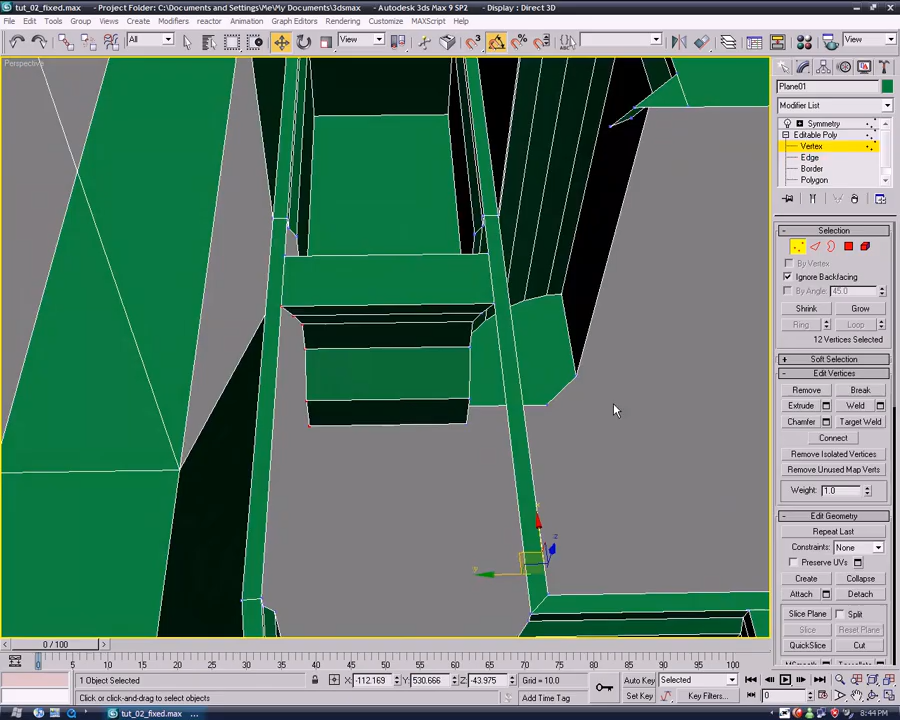 tut_02_fixed.max - Project Folder: C:\Documents and Settings\Me\My Documents\3dsmax - Autodesk 3ds Max 9 SP2 - Display : Direct 3D
File Edit Tools Group Views Create Modifiers reactor Animation Graph Editors Rendering Customize MAXScript Help
All View View
Perspective
Plane01
Modifier List
Symmetry
Editable Poly
Vertex
Edge
Border
Polygon
Selection
By Vertex
Ignore Backfacing
By Angle: 45.0
Shrink Grow
Ring Loop
12 Vertices Selected
Soft Selection
Edit Vertices
Remove Break
Extrude Weld
Chamfer Target Weld
Connect
Remove Isolated Vertices
Remove Unused Map Verts
Weight: 1.0
Edit Geometry
Repeat Last
Constraints: None
Preserve UVs
Create Collapse
Attach Detach
Slice Plane Split
Slice Reset Plane
QuickSlice Cut
0 / 100
0 5 10 15 20 25 30 35 40 45 50 55 60 65 70 75 80 85 90 95 100
1 Object Selected X: -112.169 Y: 530.666 Z: -43.975 Grid = 10.0 Auto Key Selected
Click or click-and-drag to select objects Add Time Tag Set Key Key Filters... 0
start tut_02_fixed.max ... 8:44 PM